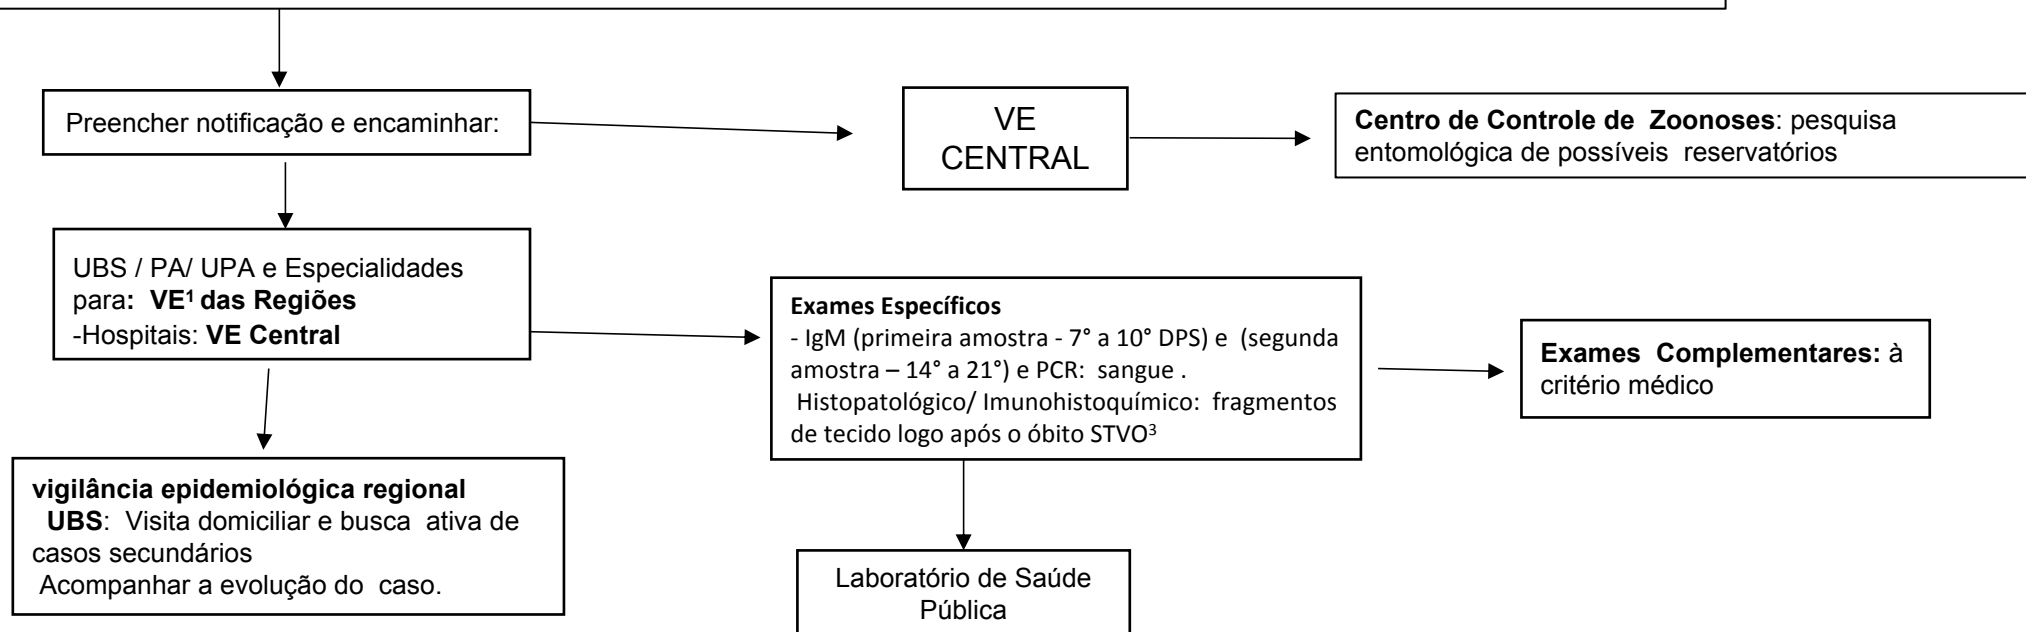 Preencher notificação e encaminhar:
VE
CENTRAL
Centro de Controle de Zoonoses: pesquisa
entomológica de possíveis reservatórios
UBS / PA/ UPA e Especialidades
para: VE¹ das Regiões
-Hospitais: VE Central
Exames Específicos
- IgM (primeira amostra - 7° a 10° DPS) e (segunda
amostra – 14° a 21°) e PCR: sangue .
Histopatológico/ Imunohistoquímico: fragmentos
de tecido logo após o óbito STVO³
Exames Complementares: à
critério médico
vigilância epidemiológica regional
UBS: Visita domiciliar e busca ativa de
casos secundários
Acompanhar a evolução do caso.
Laboratório de Saúde
Pública